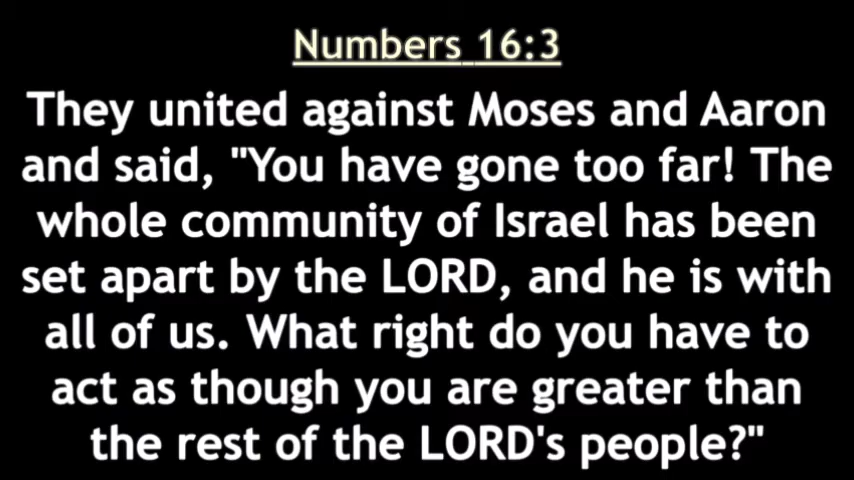 Numbers 16:3
They united against Moses and Aaron
and said, "You have gone too far! The
whole community of Israel has been
set apart by the LORD, and he is with
all of us. What right do you have to
act as though you are greater than
the rest of the LORD's people?"